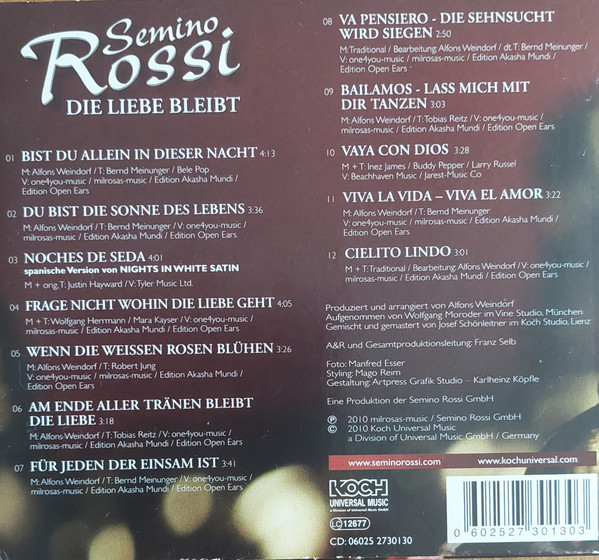 Semino
Rossi
DIE LIEBE BLEIBT
01 BIST DU ALLEIN IN DIESER NACHT 4:13
M: Alfons Weindorf / T: Bernd Meinunger / Bele Pop
V: one4you-music / milrosas-music / Edition Akasha Mundi /
Edition Open Ears
02 DU BIST DIE SONNE DES LEBENS 3:36
M: Alfons Weindorf / T: Bernd Meinunger / V: one4you-music /
milrosas-music / Edition Akasha Mundi / Edition Open Ears
03 NOCHES DE SEDA 4:01
spanische Version von NIGHTS IN WHITE SATIN
M + orig. T: Justin Hayward / V: Tyler Music Ltd.
04 FRAGE NICHT WOHIN DIE LIEBE GEHT 4:05
M + T: Wolfgang Herrmann / Mara Kayser / V: one4you-music /
milrosas-music / Edition Akasha Mundi / Edition Open Ears
05 WENN DIE WEISSEN ROSEN BLÜHEN 3:26
M: Alfons Weindorf / T: Robert Jung
V: one4you-music / milrosas-music / Edition Akasha Mundi /
Edition Open Ears
06 AM ENDE ALLER TRÄNEN BLEIBT
DIE LIEBE 3:18
M: Alfons Weindorf / T: Tobias Reitz / V: one4you-music /
milrosas-music / Edition Akasha Mundi / Edition Open Ears
07 FÜR JEDEN DER EINSAM IST 3:41
M: Alfons Weindorf / T: Bernd Meinunger / V: one4you-music /
milrosas-music / Edition Akasha Mundi / Edition Open Ears
08 VA PENSIERO - DIE SEHNSUCHT
WIRD SIEGEN 2:50
M: Traditional / Bearbeitung Alfons Weindorf / dt. T: Bernd Meinunger /
V: one4you-music / milrosas-music / Edition Akasha Mundi /
Edition Open Ears
09 BAILAMOS - LASS MICH MIT
DIR TANZEN 3:03
M: Alfons Weindorf / T: Tobias Reitz / V: one4you-music /
milrosas-music / Edition Akasha Mundi / Edition Open Ears
10 VAYA CON DIOS 3:28
M + T: Inez James / Buddy Pepper / Larry Russel
V: Beachhaven Music / Jarest-Music Co
11 VIVA LA VIDA – VIVA EL AMOR 3:22
M: Alfons Weindorf / T: Bernd Meinunger
V: one4you-music / milrosas-music / Edition Akasha Mundi /
Edition Open Ears
12 CIELITO LINDO 3:01
M + T: Traditional / Bearbeitung Alfons Weindorf / V: one4you-music /
milrosas-music / Edition Akasha Mundi / Edition Open Ears
Produziert und arrangiert von Alfons Weindorf
Aufgenommen von Wolfgang Moroder im Vine Studio, München
Gemischt und gemastert von Josef Schönleitner im Koch Studio, Lienz
A&R und Gesamtproduktionsleitung: Franz Selb
Foto: Manfred Esser
Styling: Mago Reim
Gestaltung: Artpress Grafik Studio – Karlheinz Köpfle
Eine Produktion der Semino Rossi GmbH
℗ 2010 milrosas-music / Semino Rossi GmbH
© 2010 Koch Universal Music
a Division of Universal Music GmbH / Germany
www.seminorossi.com www.kochuniversal.com
KOCH
UNIVERSAL MUSIC
a Division of Universal Music GmbH
LC 12677
CD: 06025 2730130
0 602527 301303